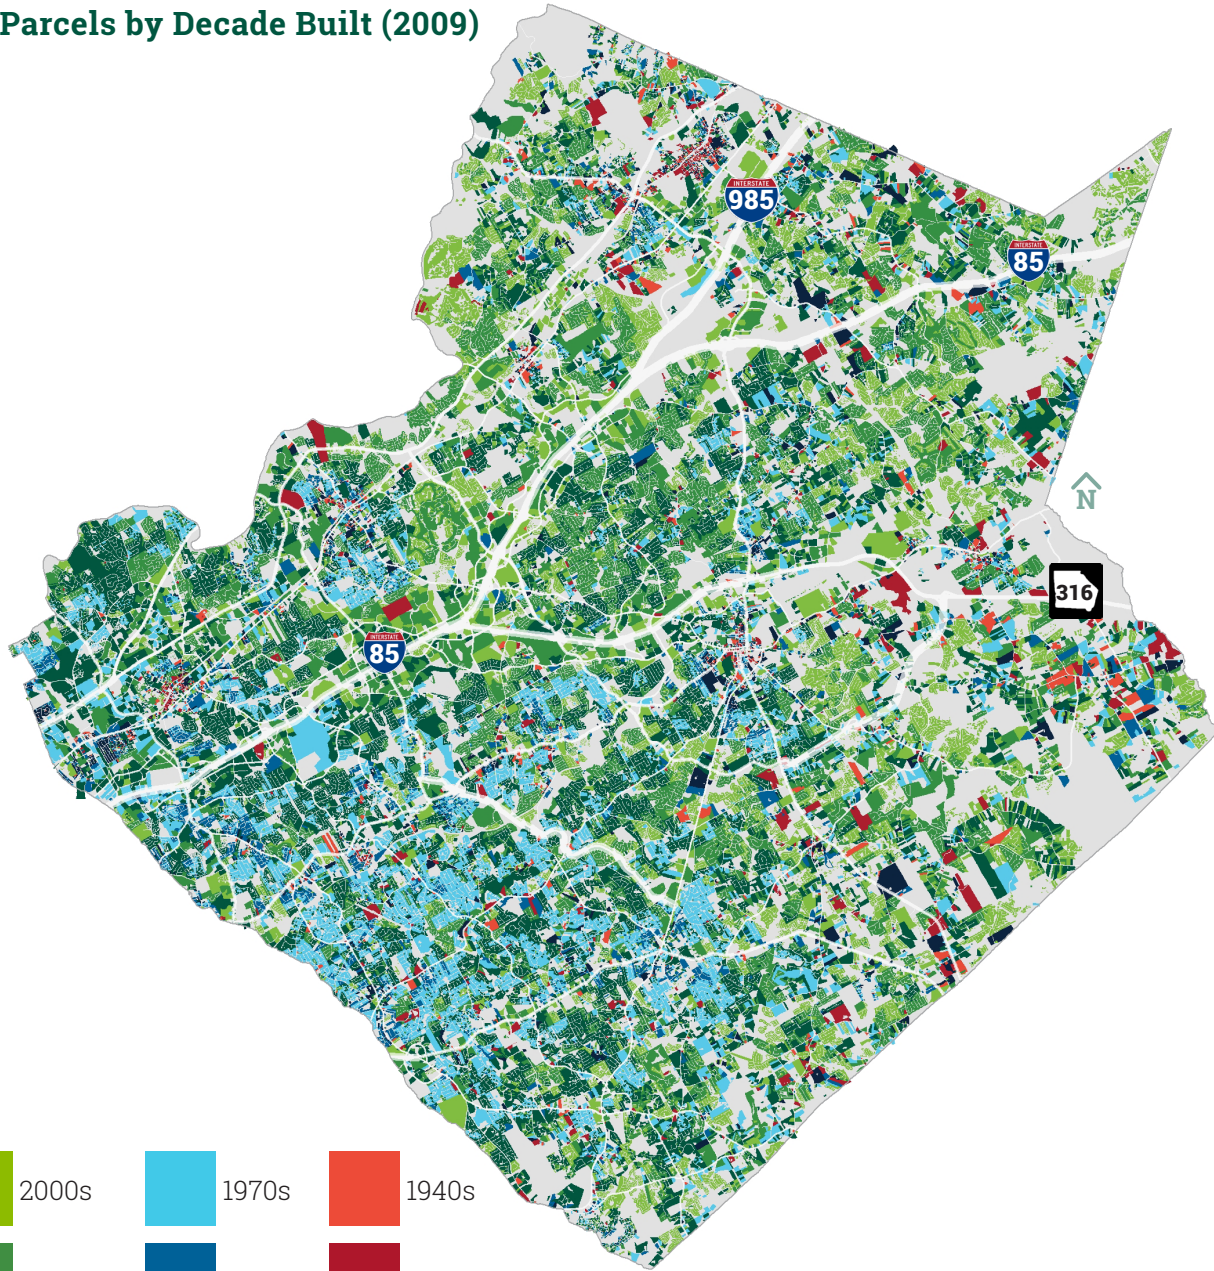 Parcels by Decade Built (2009)
INTERSTATE
985
INTERSTATE
85
N
316
INTERSTATE
85
2000s
1970s
1940s